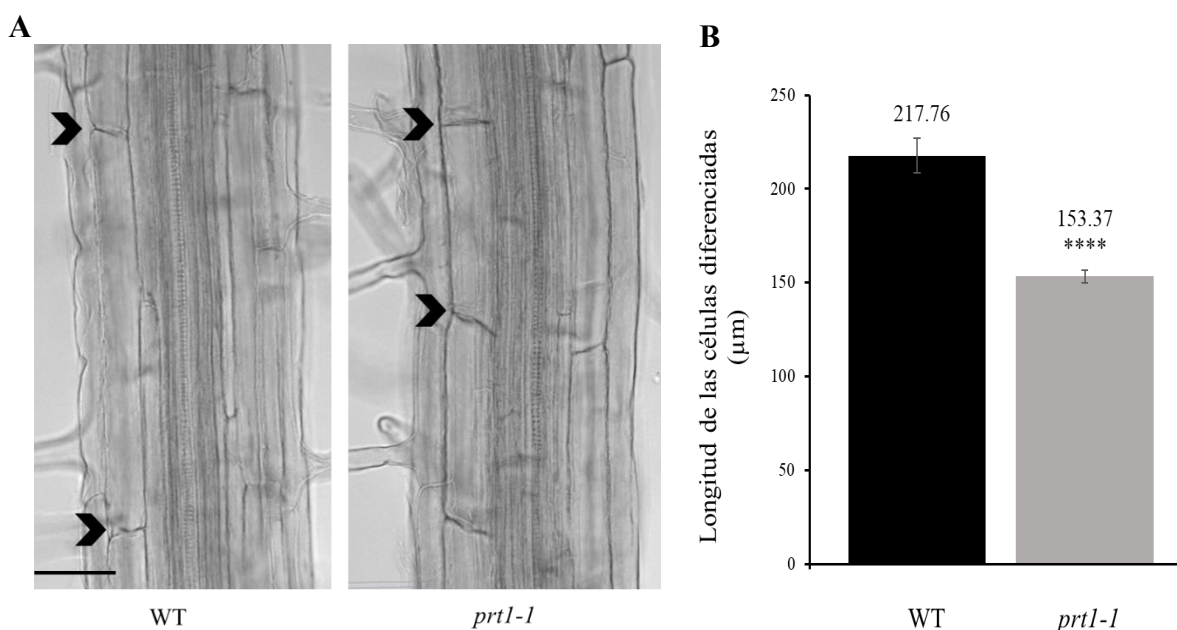 A
WT
prt1-1
B
Longitud de las células diferenciadas
(µm)
250
200
150
100
50
0
217.76
153.37
****
WT
prt1-1